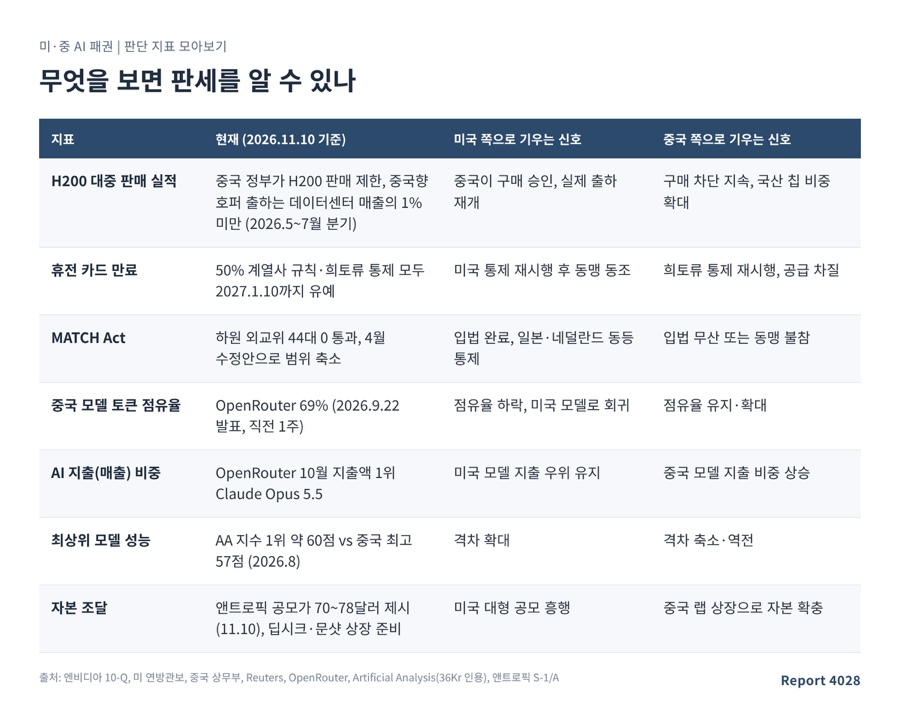 미·중 AI 패권 | 판단 지표 모아보기
무엇을 보면 판세를 알 수 있나
지표 현재 (2026.11.10 기준) 미국 쪽으로 기우는 신호 중국 쪽으로 기우는 신호
H200 대중 판매 실적 중국 정부가 H200 판매 제한, 중국향 중국이 구매 승인, 실제 출하 구매 차단 지속, 국산 칩 비중
호퍼 출하는 데이터센터 매출의 1% 재개 확대
미만 (2026.5~7월 분기)
휴전 카드 만료 50% 계열사 규칙·희토류 통제 모두 미국 통제 재시행 후 동맹 동조 희토류 통제 재시행, 공급 차질
2027.1.10까지 유예
MATCH Act 하원 외교위 44대 0 통과, 4월 입법 완료, 일본·네덜란드 동등 입법 무산 또는 동맹 불참
수정안으로 범위 축소 통제
중국 모델 토큰 점유율 OpenRouter 69% (2026.9.22 점유율 하락, 미국 모델로 회귀 점유율 유지·확대
발표, 직전 1주)
AI 지출(매출) 비중 OpenRouter 10월 지출액 1위 미국 모델 지출 우위 유지 중국 모델 지출 비중 상승
Claude Opus 5.5
최상위 모델 성능 AA 지수 1위 약 60점 vs 중국 최고 격차 확대 격차 축소·역전
57점 (2026.8)
자본 조달 앤트로픽 공모가 70~78달러 제시 미국 대형 공모 흥행 중국 랩 상장으로 자본 확충
(11.10), 딥시크·문샷 상장 준비
출처: 엔비디아 10-Q, 미 연방관보, 중국 상무부, Reuters, OpenRouter, Artificial Analysis(36Kr 인용), 앤트로픽 S-1/A
Report 4028